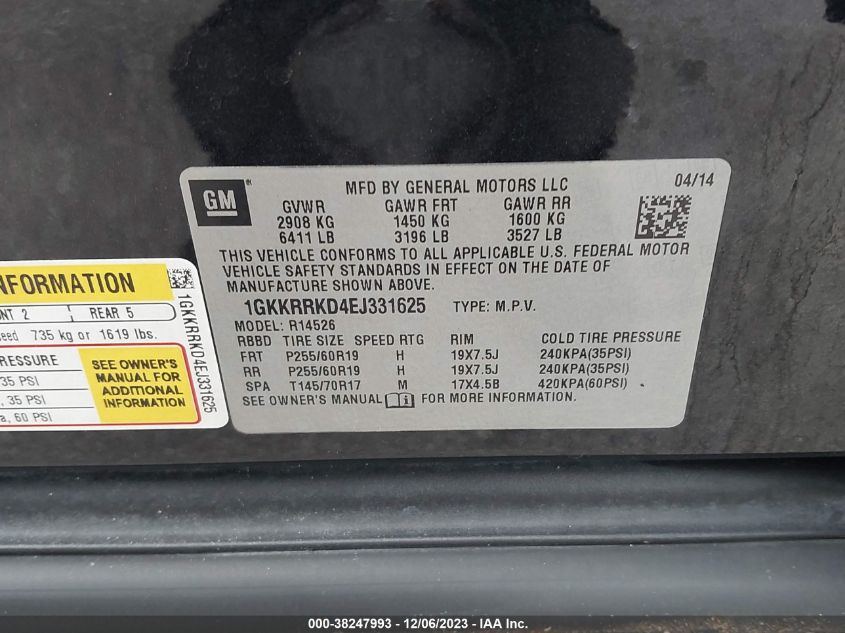 GM
MFD BY GENERAL MOTORS LLC
04/14
GVWR GAWR FRT GAWR RR
2908 KG 1450 KG 1600 KG
6411 LB 3196 LB 3527 LB
THIS VEHICLE CONFORMS TO ALL APPLICABLE U.S. FEDERAL MOTOR
VEHICLE SAFETY STANDARDS IN EFFECT ON THE DATE OF
MANUFACTURE SHOWN ABOVE.
1GKKRRKD4EJ331625 TYPE: M.P.V.
MODEL: R14526
RBBD TIRE SIZE SPEED RTG RIM COLD TIRE PRESSURE
FRT P255/60R19 H 19X7.5J 240KPA(35PSI)
RR P255/60R19 H 19X7.5J 240KPA(35PSI)
SPA T145/70R17 M 17X4.5B 420KPA(60PSI)
SEE OWNER'S MANUAL FOR MORE INFORMATION.
NFORMATION
NT 2 REAR 5
eed 735 kg or 1619 lbs.
PRESSURE
35 PSI
, 35 PSI
a, 60 PSI
SEE OWNER'S
MANUAL FOR
ADDITIONAL
INFORMATION
1GKKRRKD4EJ331625
000-38247993 - 12/06/2023 - IAA Inc.